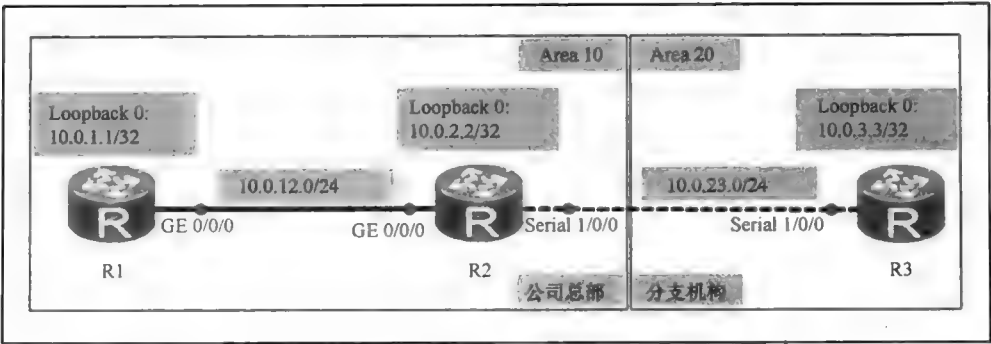 Area 10
Area 20
Loopback 0:
10.0.1.1/32
Loopback 0:
10.0.2.2/32
Loopback 0:
10.0.3.3/32
10.0.12.0/24
10.0.23.0/24
R
GE 0/0/0
GE 0/0/0
R
Serial 1/0/0
Serial 1/0/0
R
R1
R2
R3
公司总部
分支机构